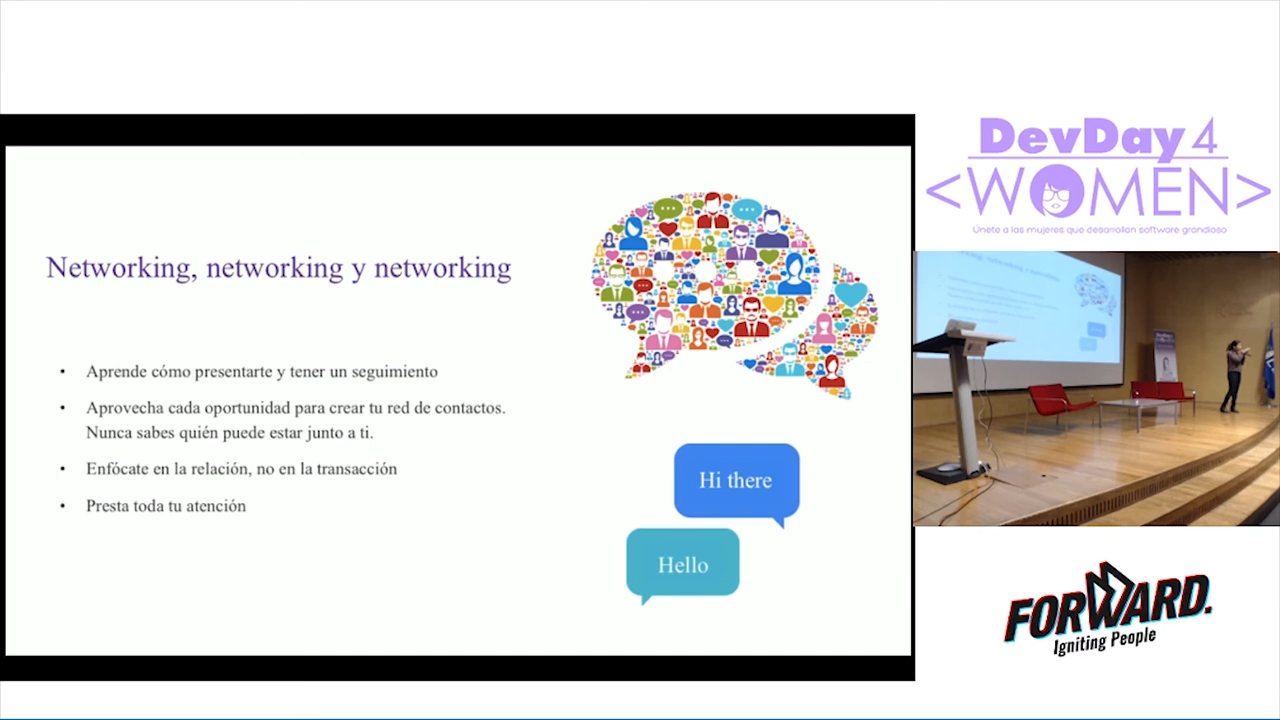 Networking, networking y networking
Aprende cómo presentarte y tener un seguimiento
Aprovecha cada oportunidad para crear tu red de contactos.
Nunca sabes quién puede estar junto a ti.
Enfócate en la relación, no en la transacción
Presta toda tu atención
Hi there
Hello
DevDay4
<WOMEN>
Únete a las mujeres que desarrollan software grandioso
FORWARD.
Igniting People